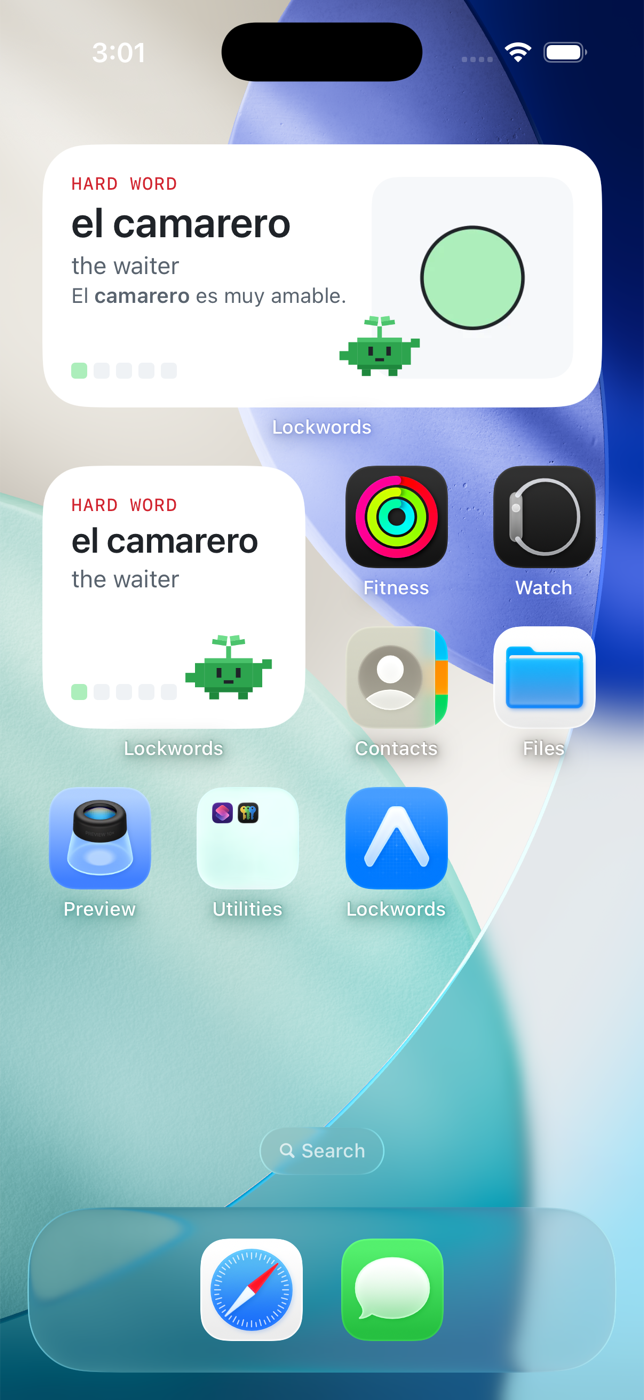 3:01
HARD WORD
el camarero
the waiter
El camarero es muy amable.
Lockwords
HARD WORD
el camarero
the waiter
Lockwords
Fitness
Watch
Contacts
Files
Preview
Utilities
Lockwords
Search